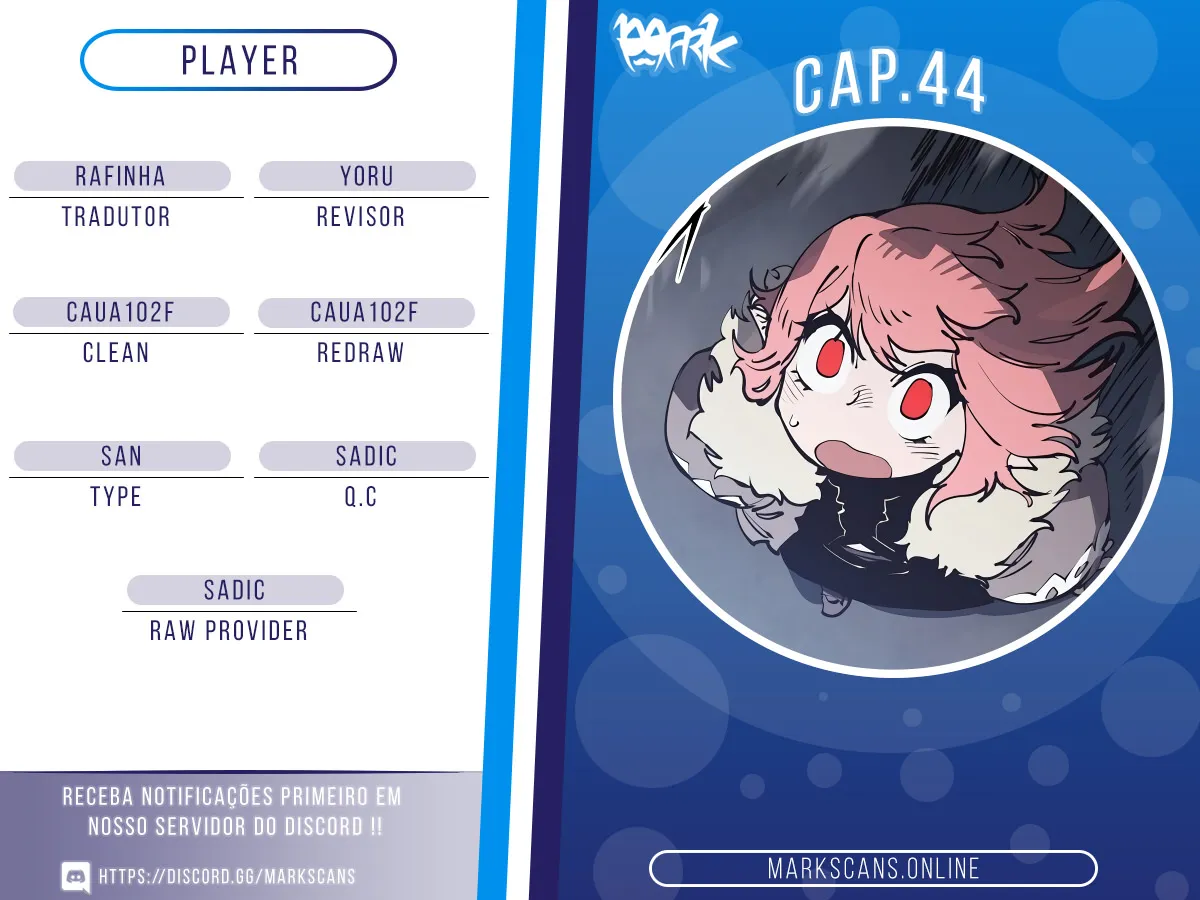 PLAYER
RAFINHA
TRADUTOR
YORU
REVISOR
CAUA102F
CLEAN
CAUA102F
REDRAW
SAN
TYPE
SADIC
Q.C
SADIC
RAW PROVIDER
RECEBA NOTIFICAÇÕES PRIMEIRO EM
NOSSO SERVIDOR DO DISCORD !!
HTTPS://DISCORD.GG/MARKSCANS
MARK
CAP.44
MARKSCANS.ONLINE